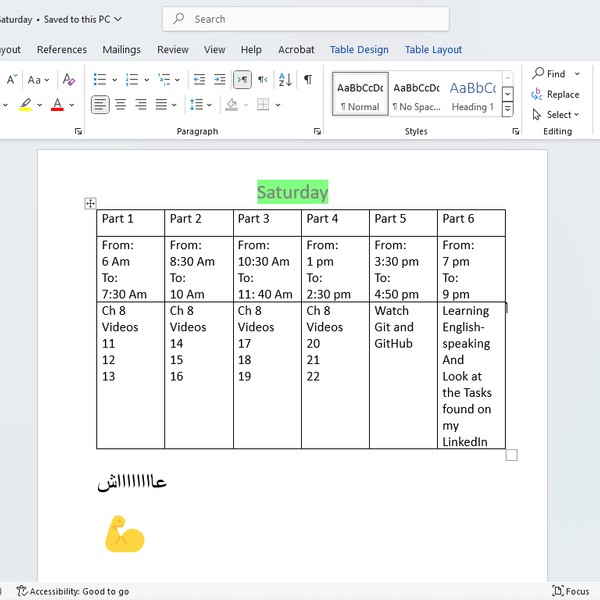 Saturday • Saved to this PC
Search
yout References Mailings Review View Help Acrobat Table Design Table Layout
Aa
AaBbCcDc AaBbCcDc AaBbCc
¶ Normal ¶ No Spac... Heading 1
Find
Replace
Select
Paragraph Styles Editing
Saturday
Part 1 Part 2 Part 3 Part 4 Part 5 Part 6
From: From: From: From: From: From:
6 Am 8:30 Am 10:30 Am 1 pm 3:30 pm 7 pm
To: To: To: To: To: To:
7:30 Am 10 Am 11: 40 Am 2:30 pm 4:50 pm 9 pm
Ch 8 Ch 8 Ch 8 Ch 8 Watch Learning
Videos Videos Videos Videos Git and English-
11 14 17 20 GitHub speaking
12 15 18 21 And
13 16 19 22 Look at
the Tasks
found on
my
LinkedIn
عااااااااش
Accessibility: Good to go Focus